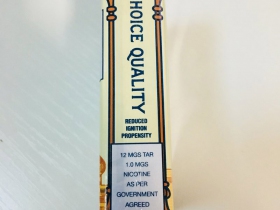 HOICE QUALITY
REDUCED
IGNITION
PROPENSITY
12 MGS TAR
1.0 MGS
NICOTINE
AS PER
GOVERNMENT
AGREED